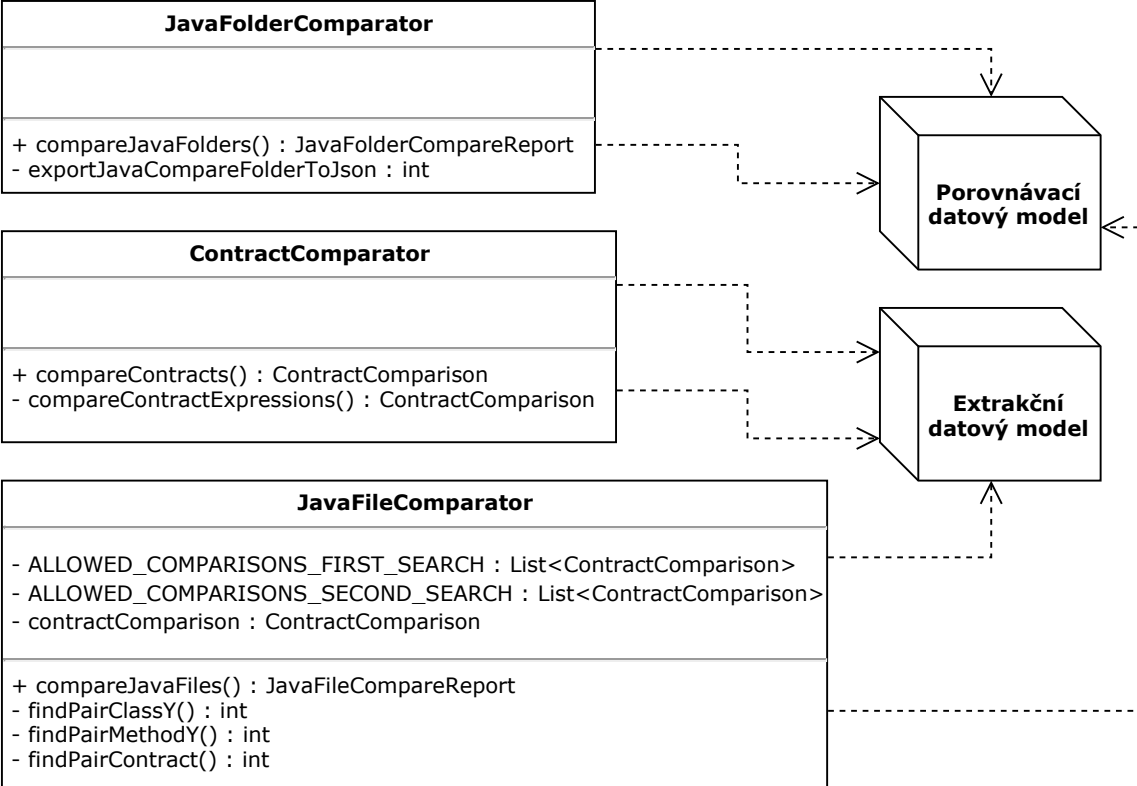 JavaFolderComparator
+ compareJavaFolders() : JavaFolderCompareReport
- exportJavaCompareFolderToJson : int
Porovnávací
datový model
ContractComparator
+ compareContracts() : ContractComparison
- compareContractExpressions() : ContractComparison
Extrakční
datový model
JavaFileComparator
- ALLOWED_COMPARISONS_FIRST_SEARCH : List<ContractComparison>
- ALLOWED_COMPARISONS_SECOND_SEARCH : List<ContractComparison>
- contractComparison : ContractComparison
+ compareJavaFiles() : JavaFileCompareReport
- findPairClassY() : int
- findPairMethodY() : int
- findPairContract() : int